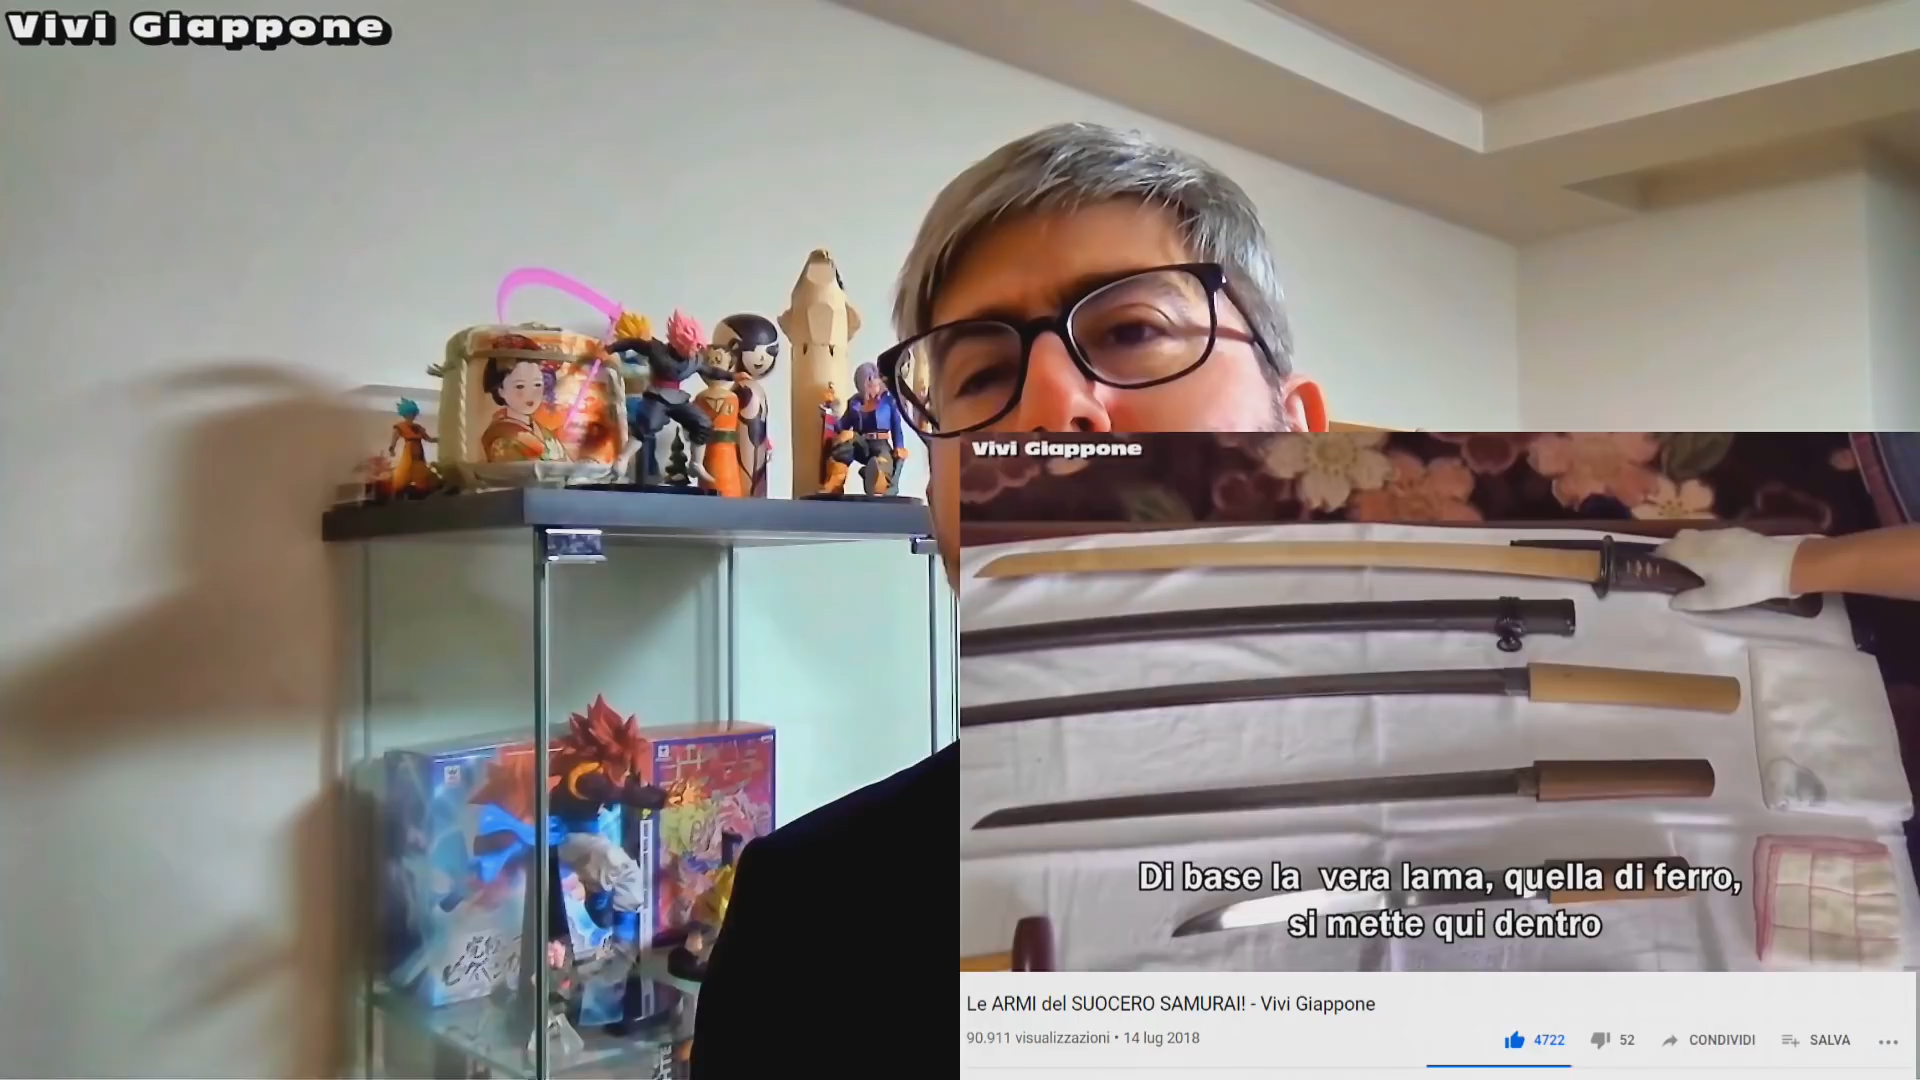 Vivi Giappone
Vivi Giappone
Di base la vera lama, quella di ferro,
si mette qui dentro
Le ARMI del SUOCERO SAMURAI! - Vivi Giappone
90.911 visualizzazioni • 14 lug 2018
4722
52
CONDIVIDI
SALVA